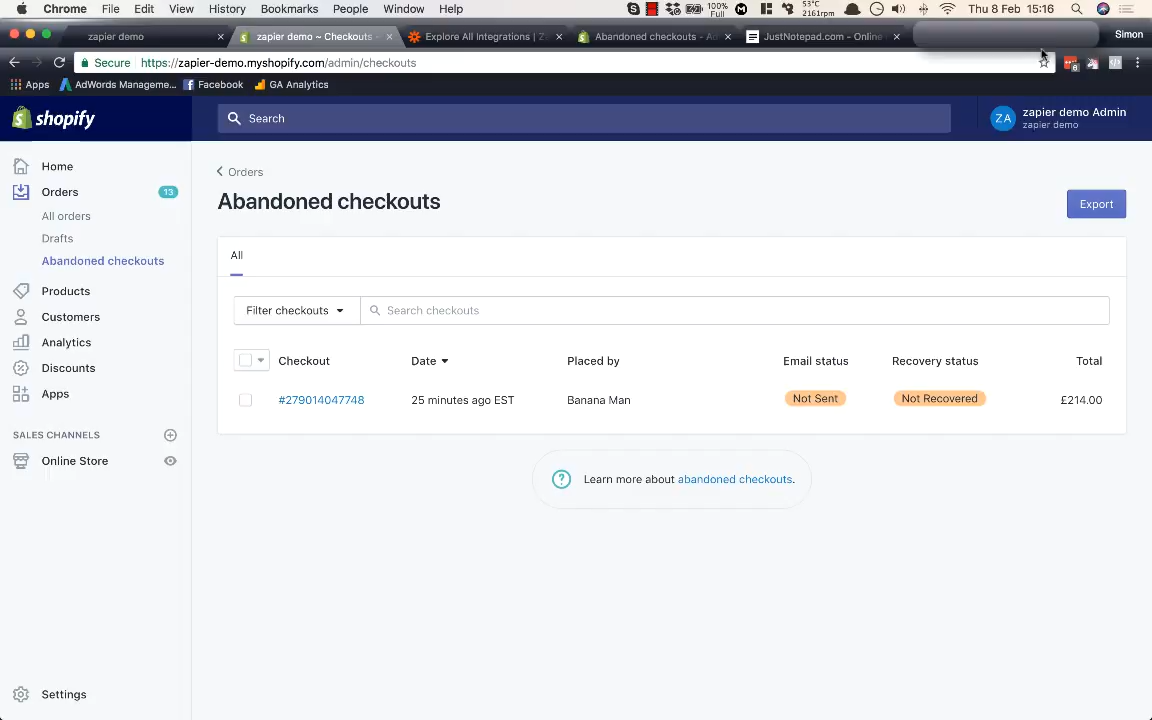 Chrome File Edit View History Bookmarks People Window Help 100% Full 53°C 2161rpm Thu 8 Feb 15:16
zapier demo zapier demo ~ Checkouts Explore All Integrations | Z Abandoned checkouts - Ad JustNotepad.com - Online Simon
Secure https://zapier-demo.myshopify.com/admin/checkouts
Apps AdWords Manageme... Facebook GA Analytics
shopify Search ZA zapier demo Admin
zapier demo
Home
Orders 13
All orders
Drafts
Abandoned checkouts
Products
Customers
Analytics
Discounts
Apps
SALES CHANNELS
Online Store
Settings
Orders
Abandoned checkouts
Export
All
Filter checkouts Search checkouts
Checkout Date Placed by Email status Recovery status Total
#279014047748 25 minutes ago EST Banana Man Not Sent Not Recovered £214.00
Learn more about abandoned checkouts.